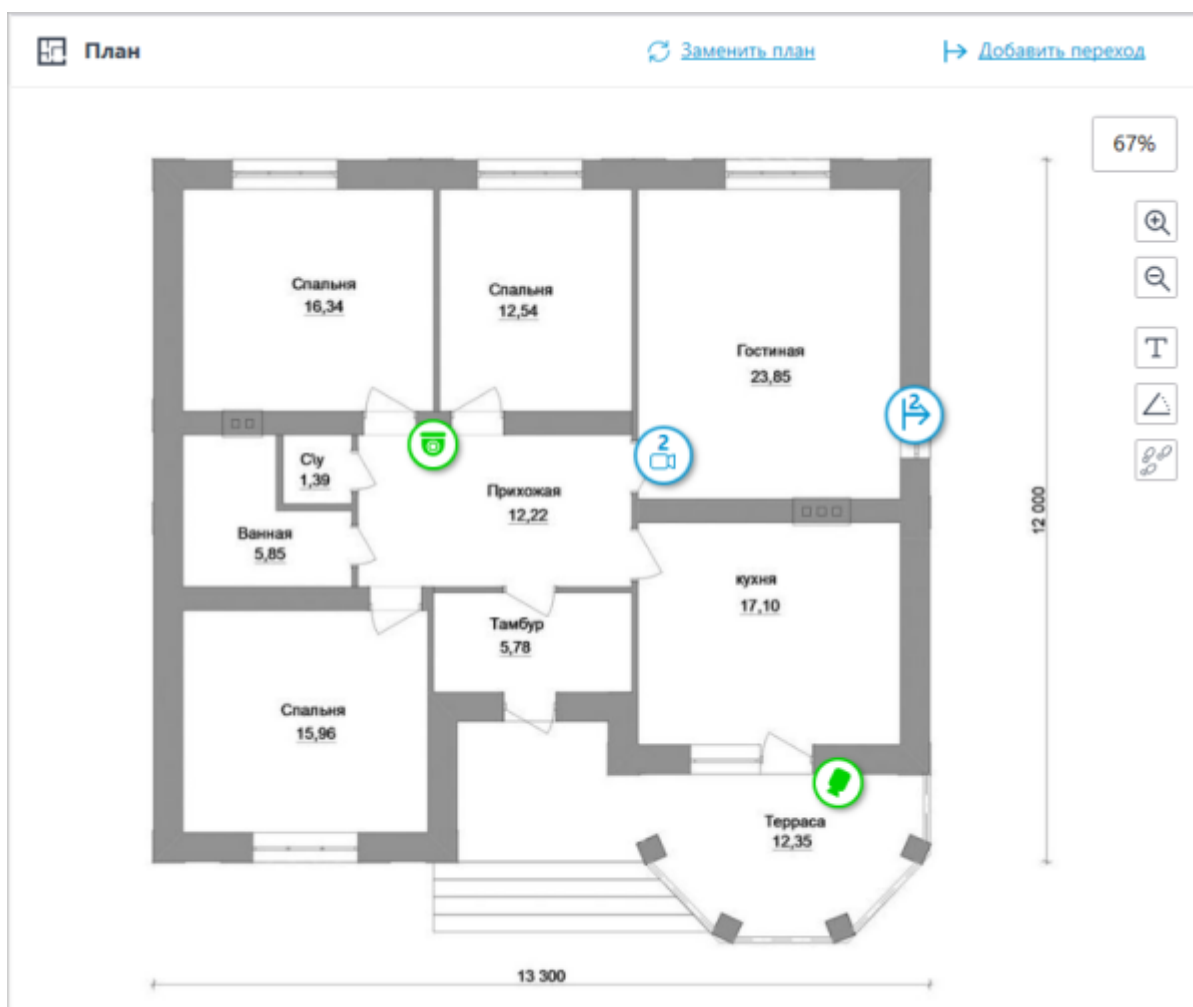 План
Заменить план
Добавить переход
67%
Спальня
16,34
Спальня
12,54
Гостиная
23,85
2
2
С\у
1,39
Прихожая
12,22
Ванная
5,85
12 000
кухня
17,10
Тамбур
5,78
Спальня
15,96
Терраса
12,35
13 300
T